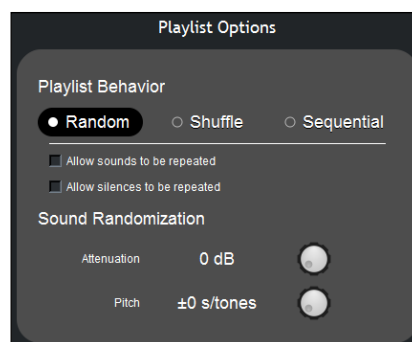 Playlist Options
Playlist Behavior
Random Shuffle Sequential
Allow sounds to be repeated
Allow silences to be repeated
Sound Randomization
Attenuation 0 dB
Pitch ±0 s/tones